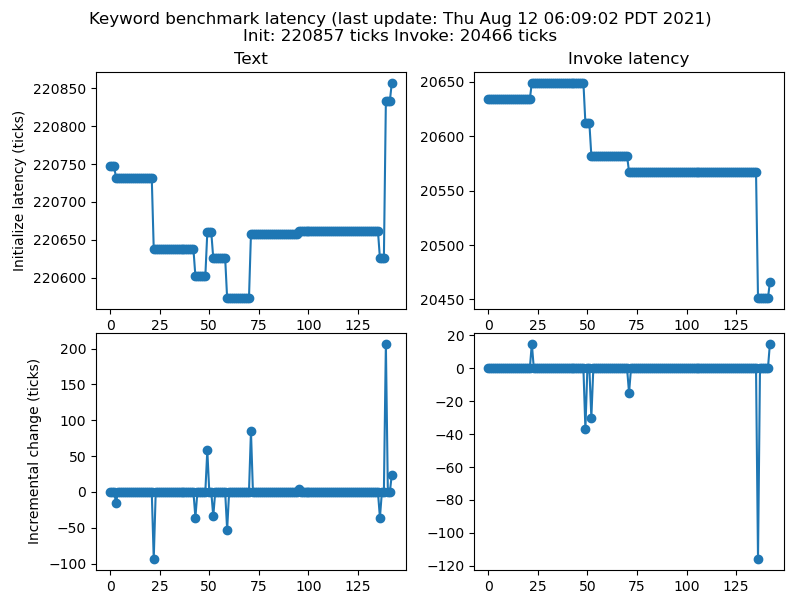 Keyword benchmark latency (last update: Thu Aug 12 06:09:02 PDT 2021)
Init: 220857 ticks Invoke: 20466 ticks
Text
Invoke latency
Initialize latency (ticks)
220850
220800
220750
220700
220650
220600
0 25 50 75 100 125
20650
20600
20550
20500
20450
0 25 50 75 100 125
Incremental change (ticks)
200
150
100
50
0
−50
−100
0 25 50 75 100 125
20
0
−20
−40
−60
−80
−100
−120
0 25 50 75 100 125